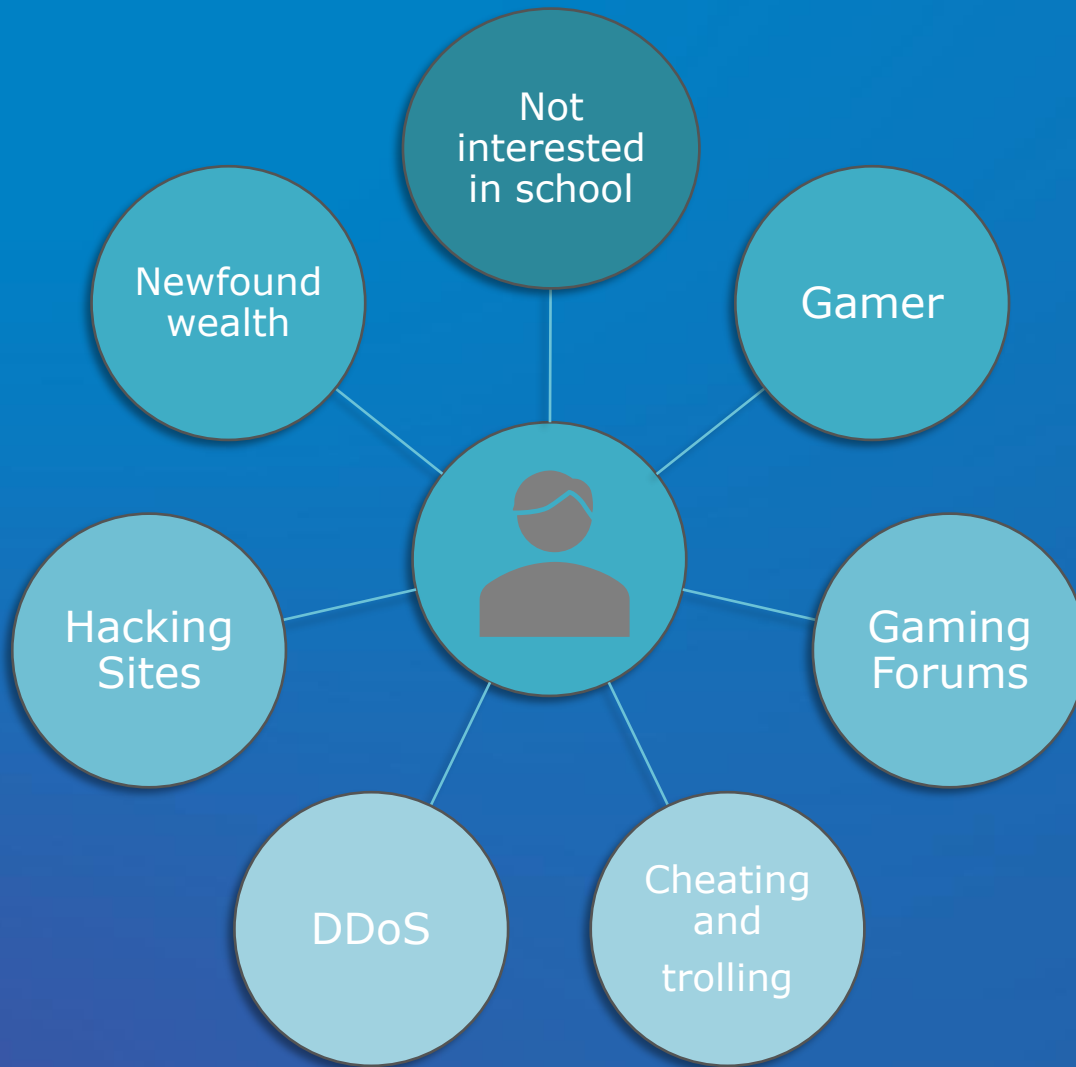 Not
interested
in school
Gamer
Gaming
Forums
Cheating
and
trolling
DDoS
Hacking
Sites
Newfound
wealth